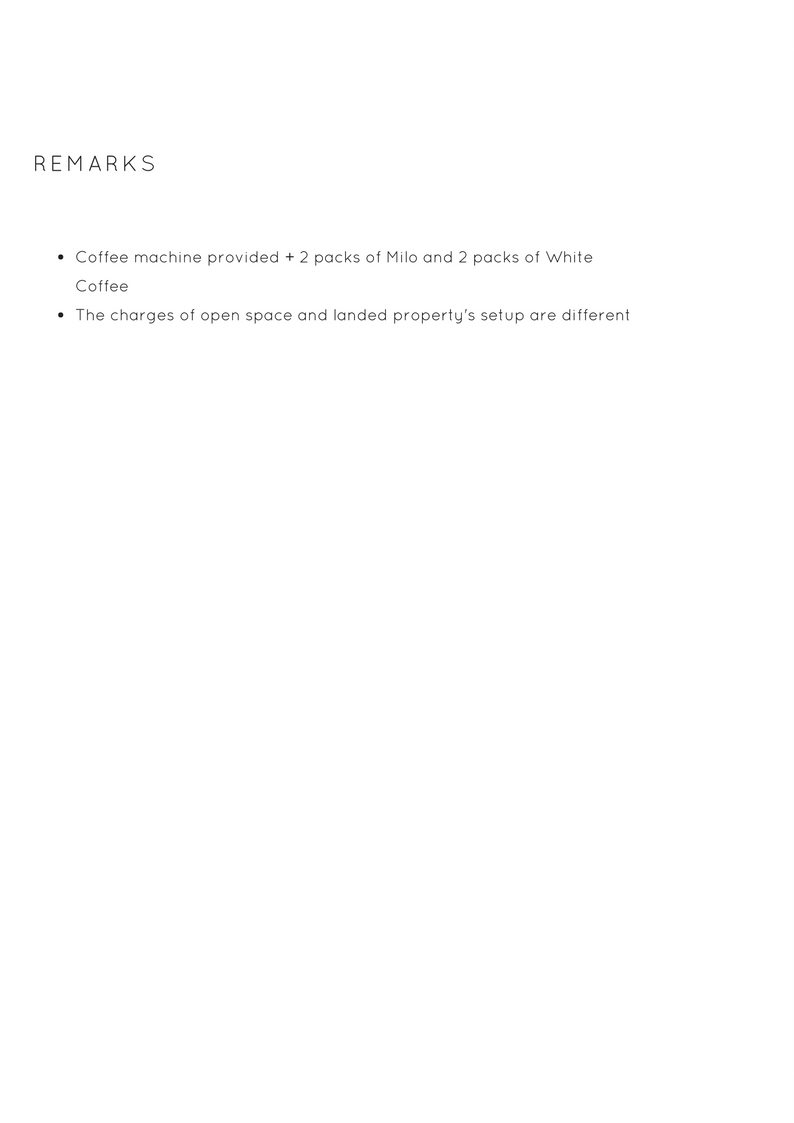 REMARKS
• Coffee machine provided + 2 packs of Milo and 2 packs of White
Coffee
• The charges of open space and landed property's setup are different